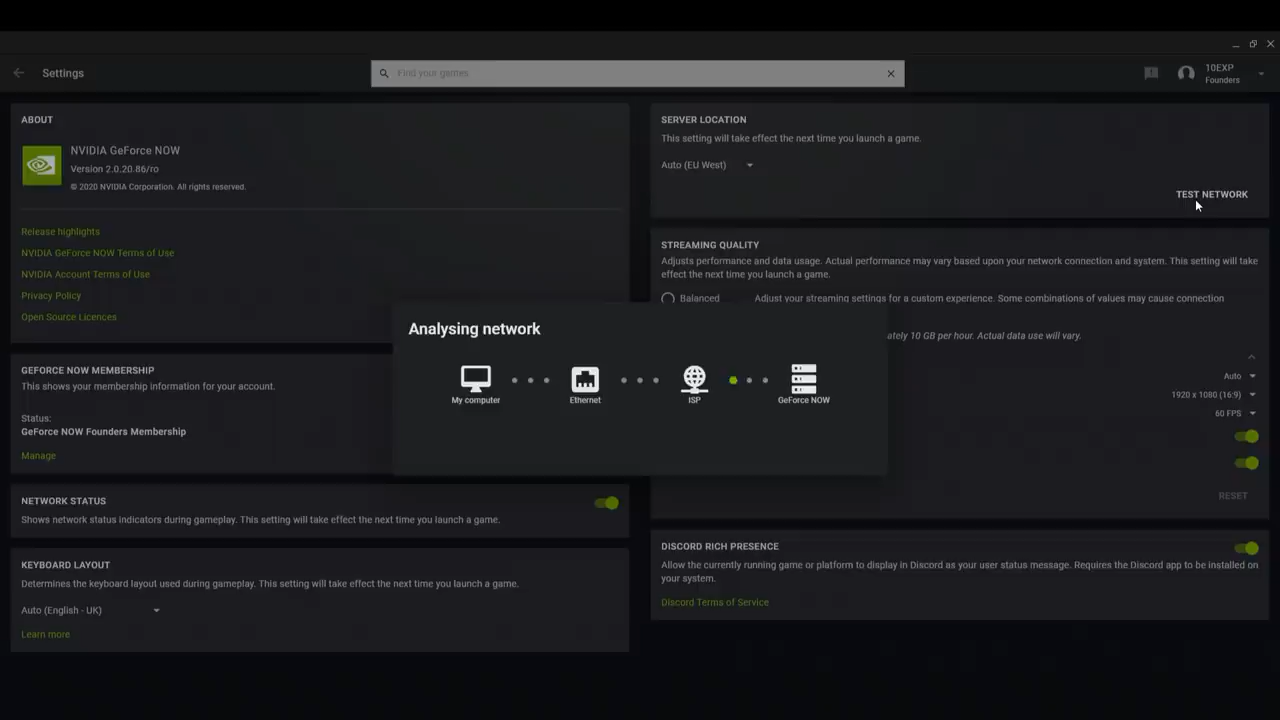 Settings
Find your games
10EXP
Founders
ABOUT
NVIDIA GeForce NOW
Version 2.0.20.86/ro
© 2020 NVIDIA Corporation. All rights reserved.
Release highlights
NVIDIA GeForce NOW Terms of Use
NVIDIA Account Terms of Use
Privacy Policy
Open Source Licences
GEFORCE NOW MEMBERSHIP
This shows your membership information for your account.
Status:
GeForce NOW Founders Membership
Manage
NETWORK STATUS
Shows network status indicators during gameplay. This setting will take effect the next time you launch a game.
KEYBOARD LAYOUT
Determines the keyboard layout used during gameplay. This setting will take effect the next time you launch a game.
Auto (English - UK)
Learn more
Analysing network
My computer
Ethernet
ISP
GeForce NOW
SERVER LOCATION
This setting will take effect the next time you launch a game.
Auto (EU West)
TEST NETWORK
STREAMING QUALITY
Adjusts performance and data usage. Actual performance may vary based upon your network connection and system. This setting will take
effect the next time you launch a game.
Balanced
Adjust your streaming settings for a custom experience. Some combinations of values may cause connection
ately 10 GB per hour. Actual data use will vary.
Auto
1920 x 1080 (16:9)
60 FPS
RESET
DISCORD RICH PRESENCE
Allow the currently running game or platform to display in Discord as your user status message. Requires the Discord app to be installed on
your system.
Discord Terms of Service